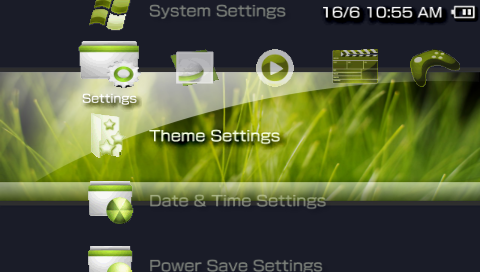 System Settings
16/6 10:55 AM
Settings
Theme Settings
Date & Time Settings
Power Save Settings